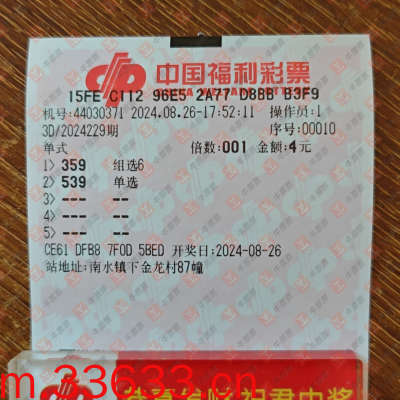 中国福利彩票
15FE C112 96E5 2A77 D8BB B3F9
机号:44030371 2024.08.26-17:52:11 操作员:1
3D/2024229期 序号:00010
单式 倍数:001 金额:4元
1> 359 组选6
2> 539 单选
3> --- --
4> --- --
5> --- --
CE61 DFB8 7F0D 5BED 开奖日:2024-08-26
站地址:南水镇下金龙村87幢
m.33633.cn